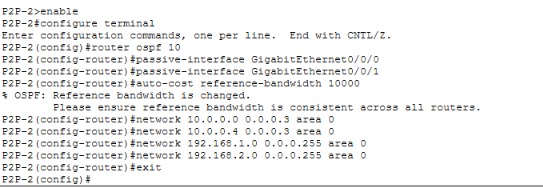 P2P-2>enable
P2P-2#configure terminal
Enter configuration commands, one per line.  End with CNTL/Z.
P2P-2(config)#router ospf 10
P2P-2(config-router)#passive-interface GigabitEthernet0/0/0
P2P-2(config-router)#passive-interface GigabitEthernet0/0/1
P2P-2(config-router)#auto-cost reference-bandwidth 10000
% OSPF: Reference bandwidth is changed.
        Please ensure reference bandwidth is consistent across all routers.
P2P-2(config-router)#network 10.0.0.0 0.0.0.3 area 0
P2P-2(config-router)#network 10.0.0.4 0.0.0.3 area 0
P2P-2(config-router)#network 192.168.1.0 0.0.0.255 area 0
P2P-2(config-router)#network 192.168.2.0 0.0.0.255 area 0
P2P-2(config-router)#exit
P2P-2(config)#